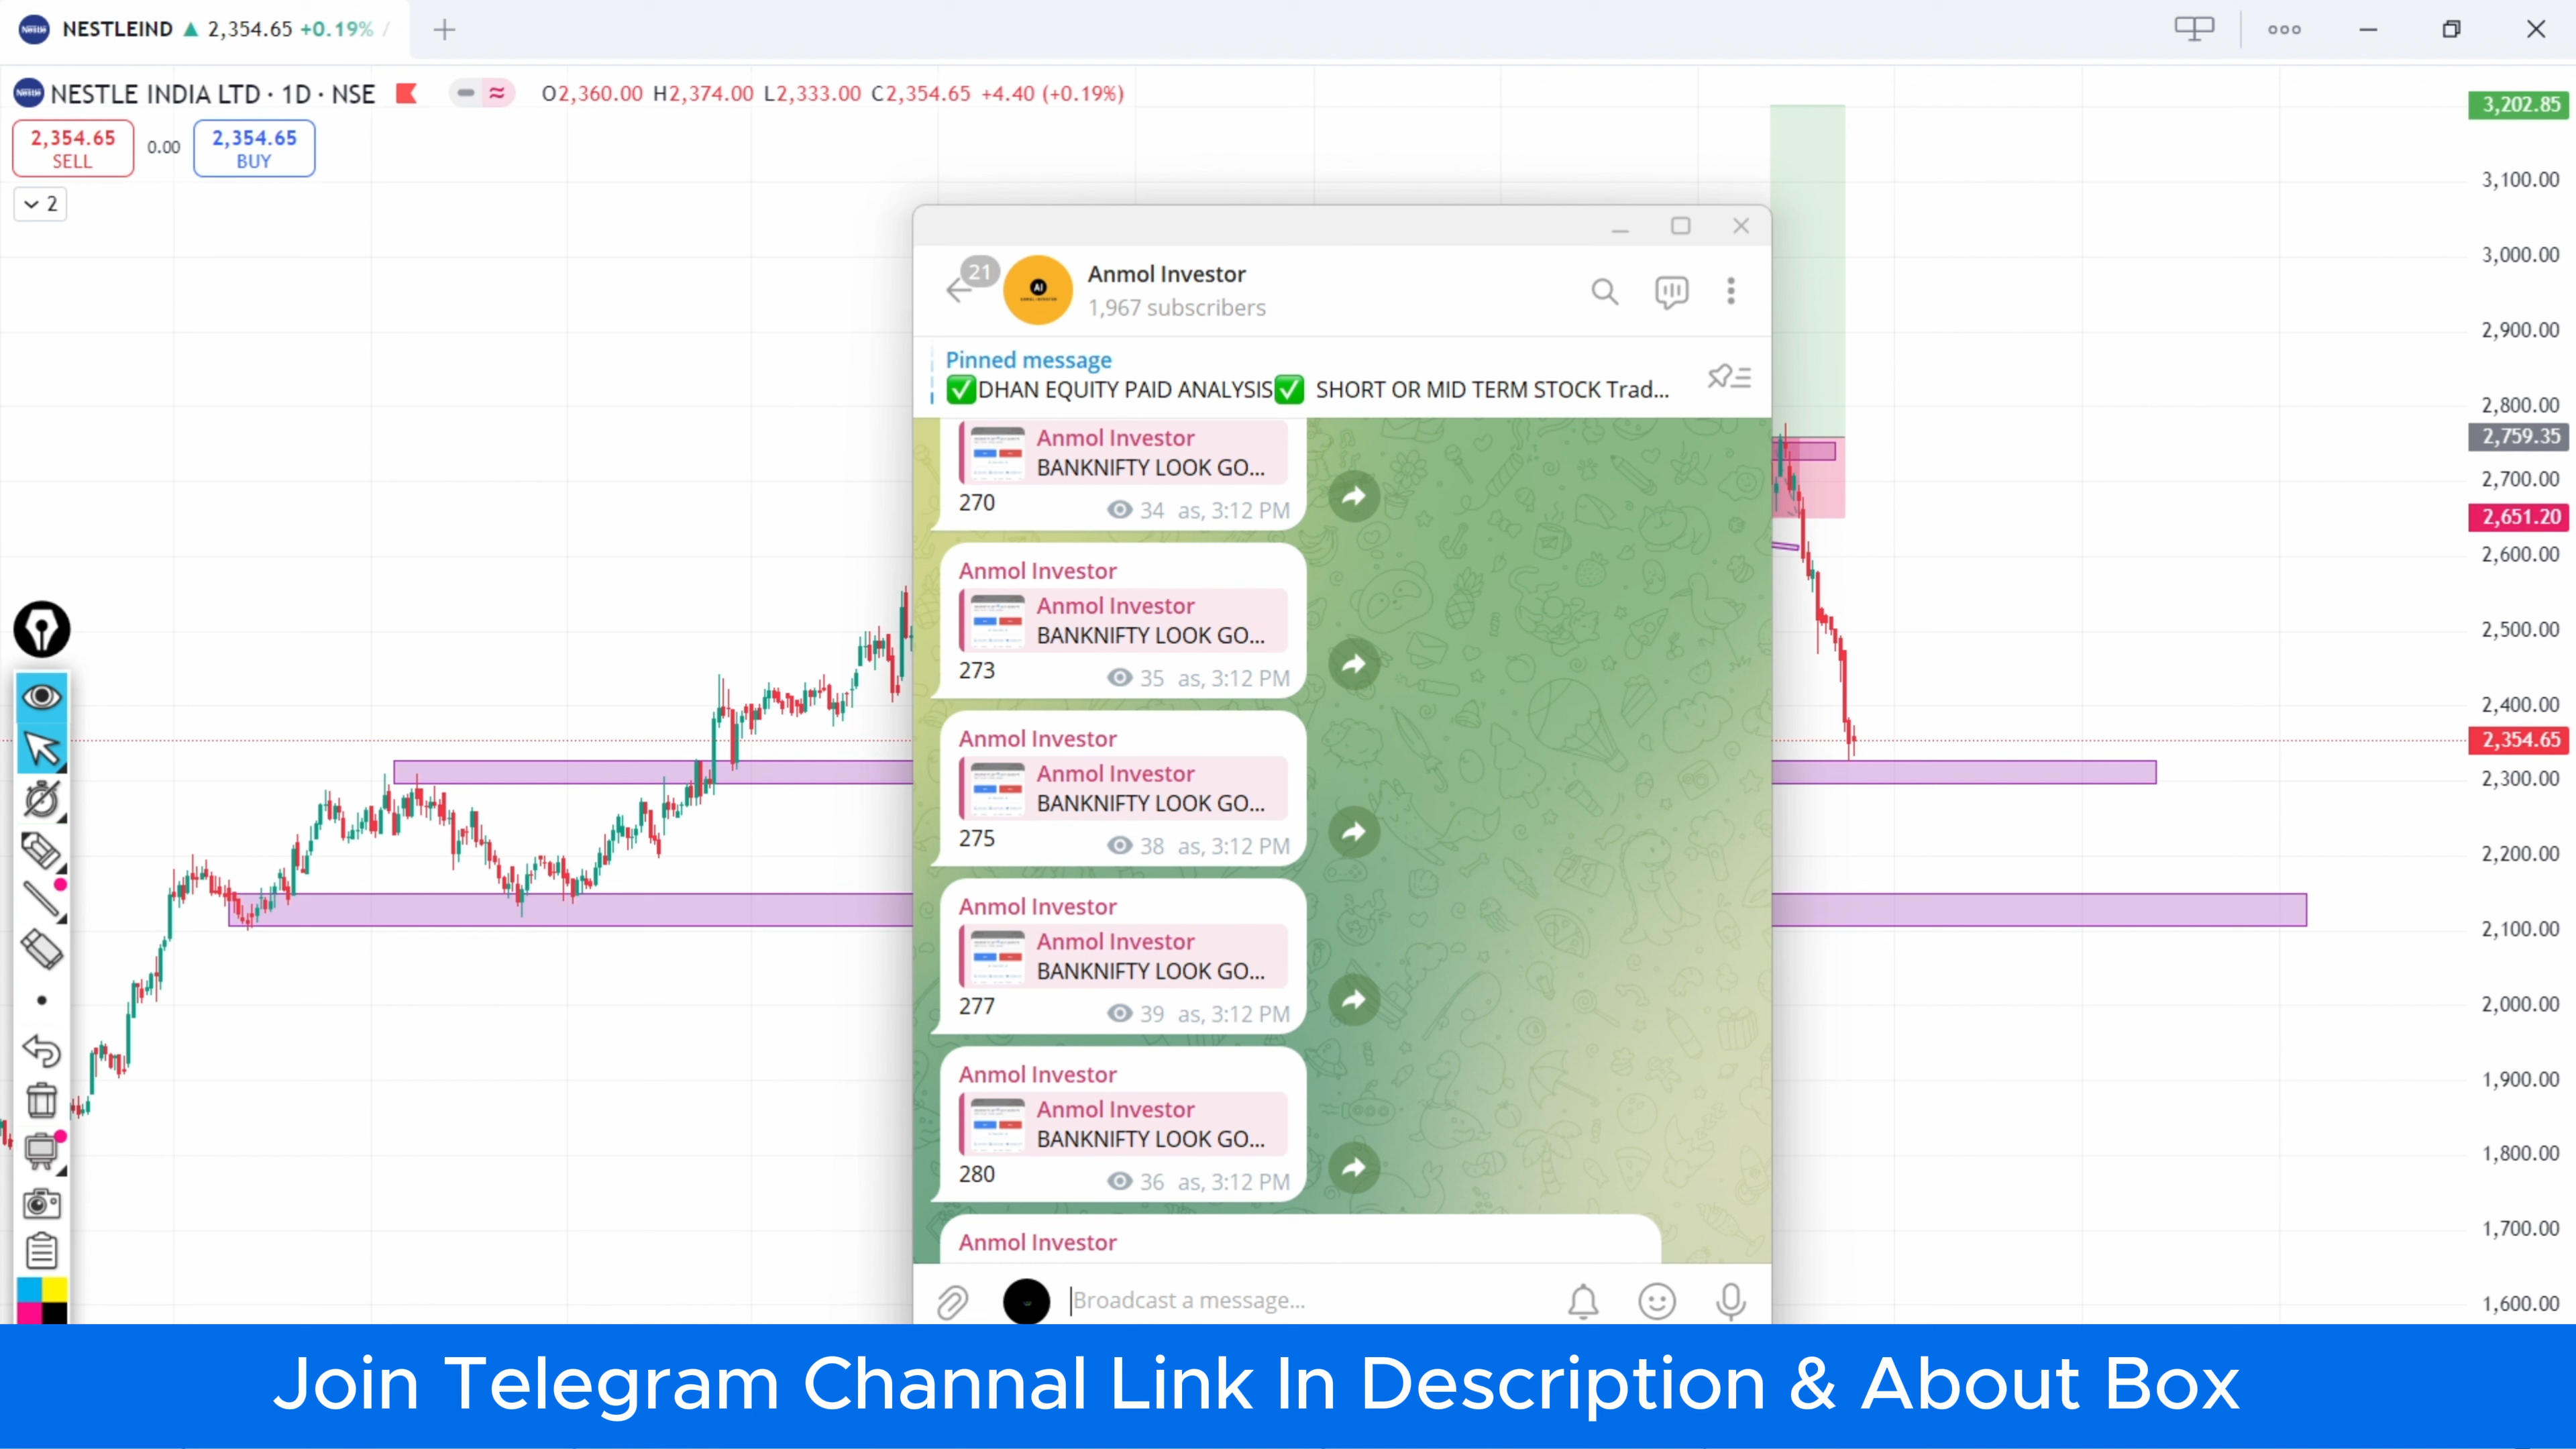 NESTLEIND ▲ 2,354.65 +0.19% /
NESTLE INDIA LTD · 1D · NSE
O2,360.00 H2,374.00 L2,333.00 C2,354.65 +4.40 (+0.19%)
2,354.65
SELL
0.00
2,354.65
BUY
2
21
Anmol Investor
1,967 subscribers
Pinned message
✅DHAN EQUITY PAID ANALYSIS✅ SHORT OR MID TERM STOCK Trad...
Anmol Investor
BANKNIFTY LOOK GO...
270
34 as, 3:12 PM
Anmol Investor
Anmol Investor
BANKNIFTY LOOK GO...
273
35 as, 3:12 PM
Anmol Investor
Anmol Investor
BANKNIFTY LOOK GO...
275
38 as, 3:12 PM
Anmol Investor
Anmol Investor
BANKNIFTY LOOK GO...
277
39 as, 3:12 PM
Anmol Investor
Anmol Investor
BANKNIFTY LOOK GO...
280
36 as, 3:12 PM
Anmol Investor
Broadcast a message...
3,202.85
3,100.00
3,000.00
2,900.00
2,800.00
2,759.35
2,700.00
2,651.20
2,600.00
2,500.00
2,400.00
2,354.65
2,300.00
2,200.00
2,100.00
2,000.00
1,900.00
1,800.00
1,700.00
1,600.00
Join Telegram Channal Link In Description & About Box